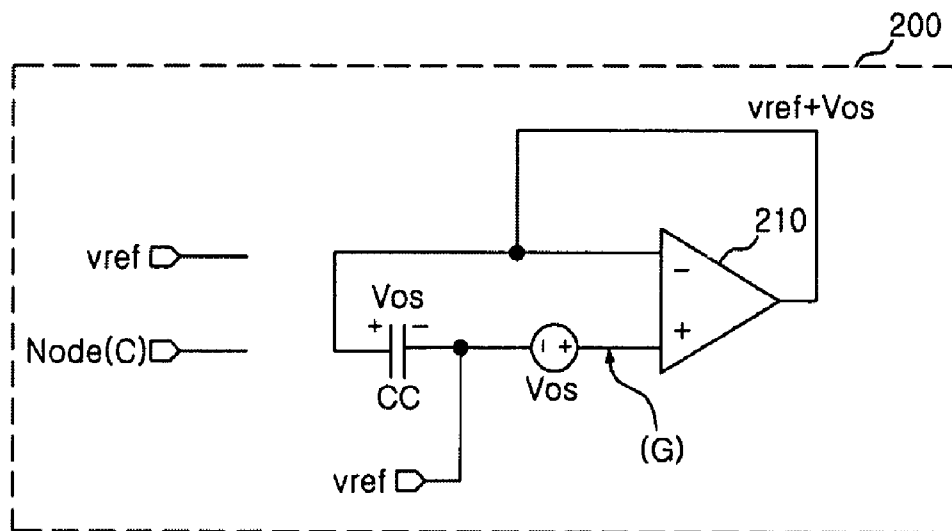 200
vref+Vos
210
vref
−
Vos
+ −
+
Node(C)
− +
CC
Vos
(G)
vref